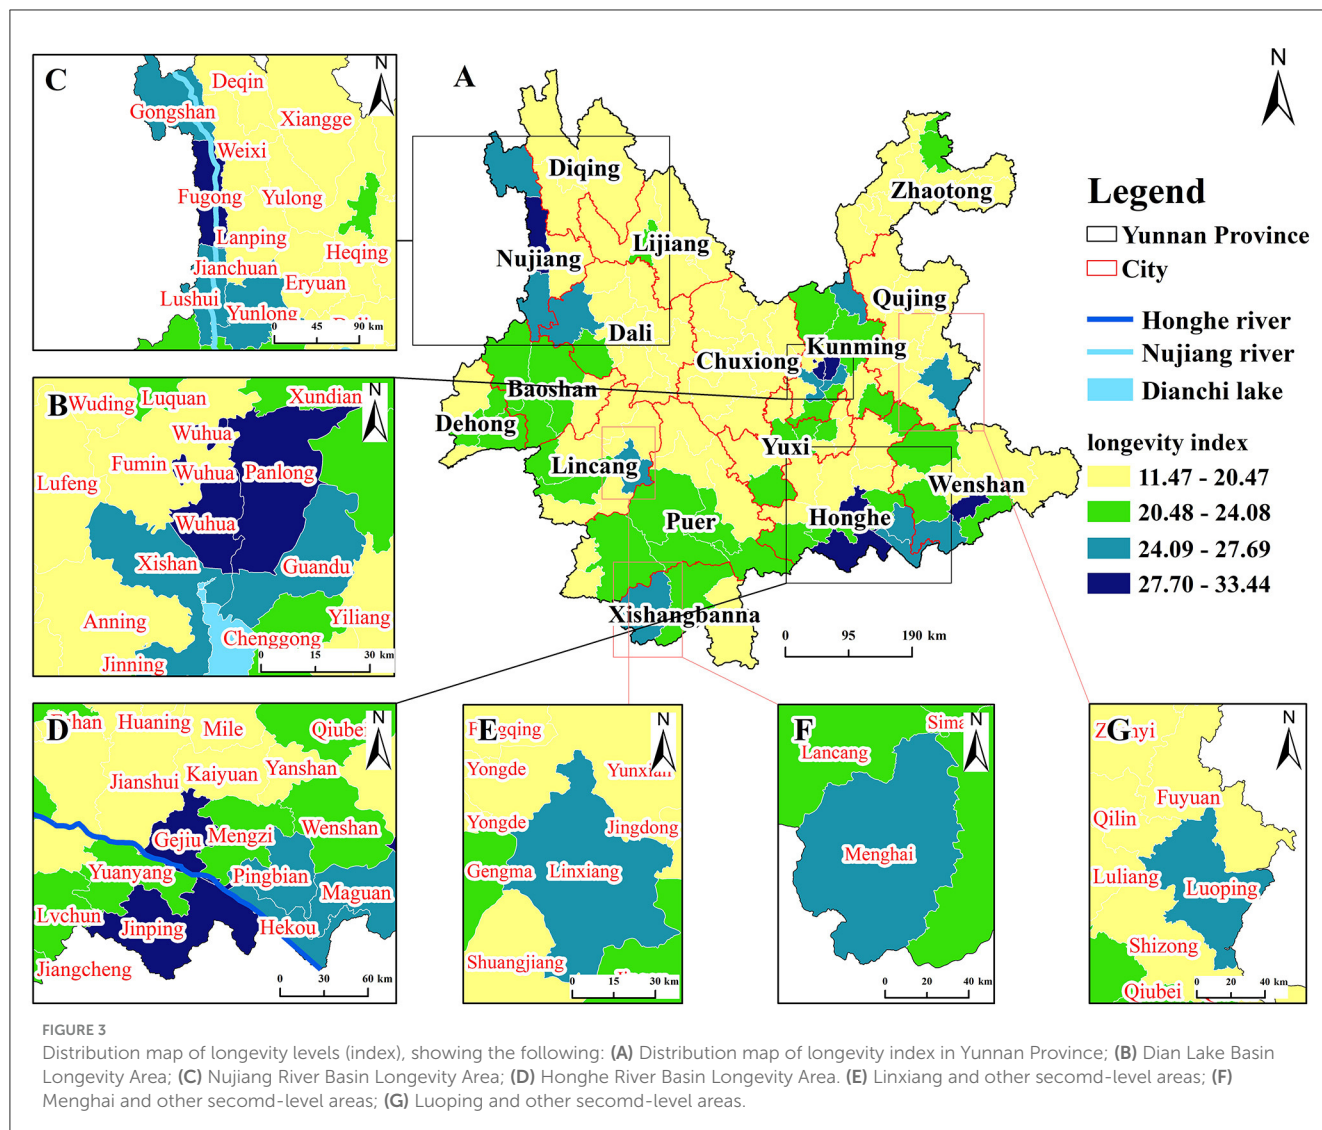 C
N
Deqin
Gongshan
Xiangge
Weixi
Fugong
Yulong
Lanping
Heqing
Jianchuan
Eryuan
Lushui
Yunlong
0 45 90 km
A
N
Diqing
Zhaotong
Lijiang
Nujiang
Qujing
Dali
Kunming
Chuxiong
Baoshan
Dehong
Yuxi
Lincang
Wenshan
Puer
Honghe
Xishangbanna
0 95 190 km
Legend
Yunnan Province
City
Honghe river
Nujiang river
Dianchi lake
longevity index
11.47 - 20.47
20.48 - 24.08
24.09 - 27.69
27.70 - 33.44
B
N
Wuding
Luquan
Xundian
Wuhua
Fumin
Wuhua
Panlong
Lufeng
Wuhua
Xishan
Guandu
Anning
Yiliang
Chenggong
Jinning
0 15 30 km
D
N
Huaning
Mile
Qiubei
Jianshui
Kaiyuan
Yanshan
Gejiu
Mengzi
Wenshan
Yuanyang
Pingbian
Maguan
Lvchun
Jinping
Hekou
Jiangcheng
0 30 60 km
E
N
Yongde
Yunxian
Yongde
Jingdong
Gengma
Linxiang
Shuangjiang
0 15 30 km
F
N
Lancang
Menghai
0 20 40 km
G
N
Fuyuan
Qilin
Luliang
Luoping
Shizong
Qiubei
0 20 40 km
FIGURE 3
Distribution map of longevity levels (index), showing the following: (A) Distribution map of longevity index in Yunnan Province; (B) Dian Lake Basin
Longevity Area; (C) Nujiang River Basin Longevity Area; (D) Honghe River Basin Longevity Area. (E) Linxiang and other secomd-level areas; (F)
Menghai and other secomd-level areas; (G) Luoping and other secomd-level areas.